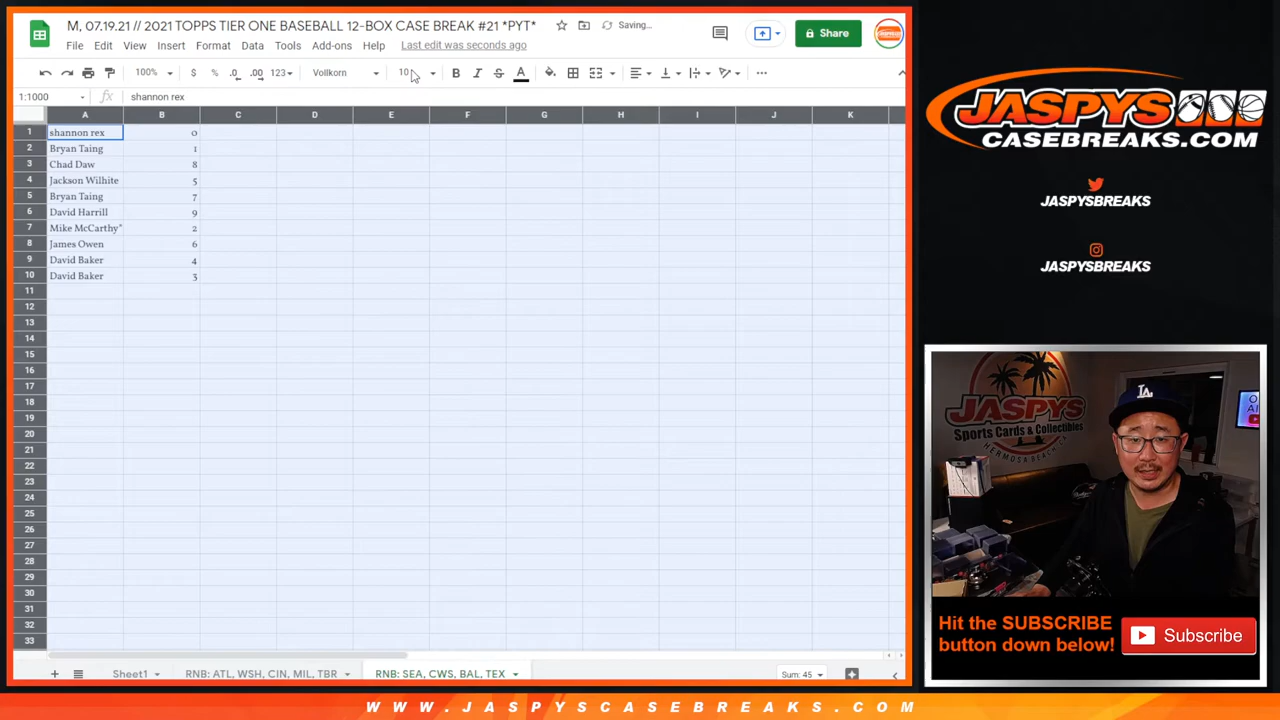 M, 07.19.21 // 2021 TOPPS TIER ONE BASEBALL 12-BOX CASE BREAK #21 *PYT*
Saving...
File Edit View Insert Format Data Tools Add-ons Help Last edit was seconds ago
Share
100% $ % .0 .00 123 Vollkorn 10 B I S A
1:1000 fx shannon rex
A B C D E F G H I J K
1 shannon rex 0
2 Bryan Taing 1
3 Chad Daw 8
4 Jackson Wilhite 5
5 Bryan Taing 7
6 David Harrill 9
7 Mike McCarthy* 2
8 James Owen 6
9 David Baker 4
10 David Baker 3
11
12
13
14
15
16
17
18
19
20
21
22
23
24
25
26
27
28
29
30
31
32
33
Sheet1 RNB: ATL, WSH, CIN, MIL, TBR RNB: SEA, CWS, BAL, TEX Sum: 45
JASPYS
CASEBREAKS.COM
JASPYSBREAKS
JASPYSBREAKS
JASPYS
Sports Cards & Collectibles
HERMOSA BEACH, CA
LA
Hit the SUBSCRIBE
button down below!
Subscribe
WWW.JASPYSCASEBREAKS.COM